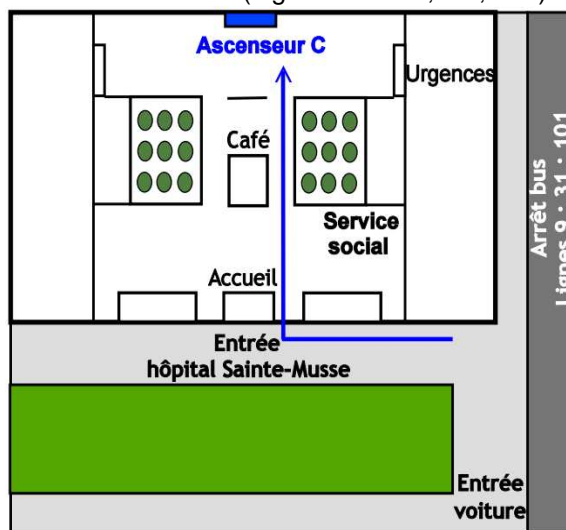 Ascenseur C
Urgences
Café
Service
social
Accueil
Entrée
hôpital Sainte-Musse
Entrée
voiture
Arrêt bus
Lignes 9 · 31 · 101